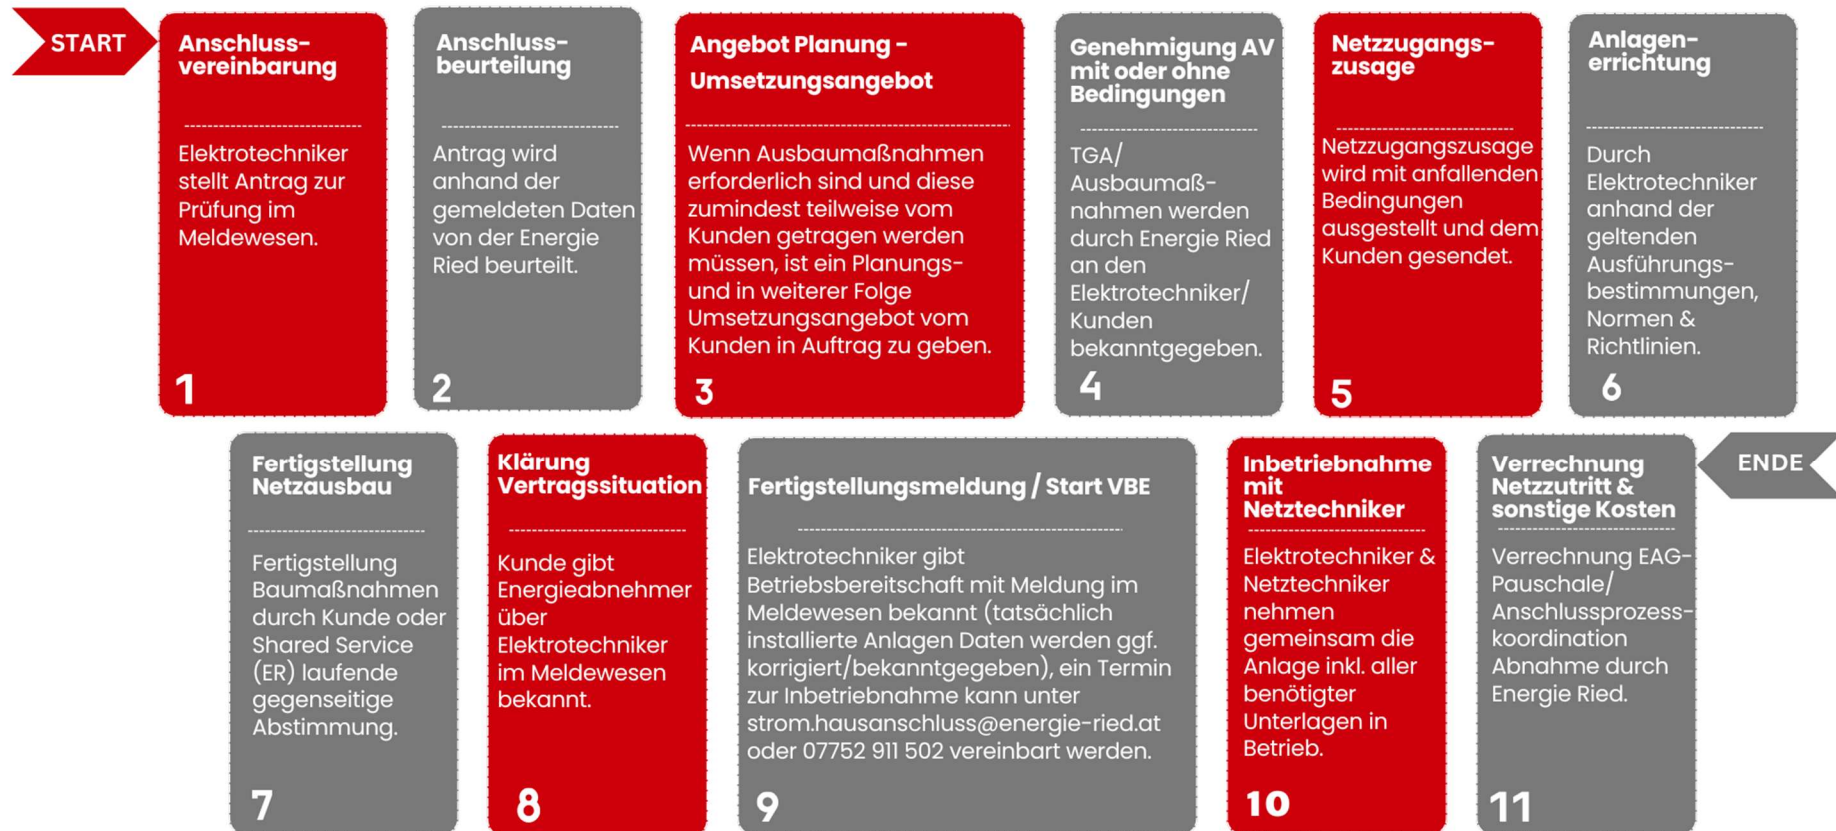 START
Anschluss-
vereinbarung
Elektrotechniker
stellt Antrag zur
Prüfung im
Meldewesen.
1
Anschluss-
beurteilung
Antrag wird
anhand der
gemeldeten Daten
von der Energie
Ried beurteilt.
2
Angebot Planung -
Umsetzungsangebot
Wenn Ausbaumaßnahmen
erforderlich sind und diese
zumindest teilweise vom
Kunden getragen werden
müssen, ist ein Planungs-
und in weiterer Folge
Umsetzungsangebot vom
Kunden in Auftrag zu geben.
3
Genehmigung AV
mit oder ohne
Bedingungen
TGA/
Ausbaumaß-
nahmen werden
durch Energie Ried
an den
Elektrotechniker/
Kunden
bekanntgegeben.
4
Netzzugangs-
zusage
Netzzugangszusage
wird mit anfallenden
Bedingungen
ausgestellt und dem
Kunden gesendet.
5
Anlagen-
errichtung
Durch
Elektrotechniker
anhand der
geltenden
Ausführungs-
bestimmungen,
Normen &
Richtlinien.
6
Fertigstellung
Netzausbau
Fertigstellung
Baumaßnahmen
durch Kunde oder
Shared Service
(ER) laufende
gegenseitige
Abstimmung.
7
Klärung
Vertragssituation
Kunde gibt
Energieabnehmer
über
Elektrotechniker
im Meldewesen
bekannt.
8
Fertigstellungsmeldung / Start VBE
Elektrotechniker gibt
Betriebsbereitschaft mit Meldung im
Meldewesen bekannt (tatsächlich
installierte Anlagen Daten werden ggf.
korrigiert/bekanntgegeben), ein Termin
zur Inbetriebnahme kann unter
strom.hausanschluss@energie-ried.at
oder 07752 911 502 vereinbart werden.
9
Inbetriebnahme
mit
Netztechniker
Elektrotechniker &
Netztechniker
nehmen
gemeinsam die
Anlage inkl. aller
benötigter
Unterlagen in
Betrieb.
10
Verrechnung
Netzzutritt &
sonstige Kosten
Verrechnung EAG-
Pauschale/
Anschlussprozess-
koordination
Abnahme durch
Energie Ried.
11
ENDE